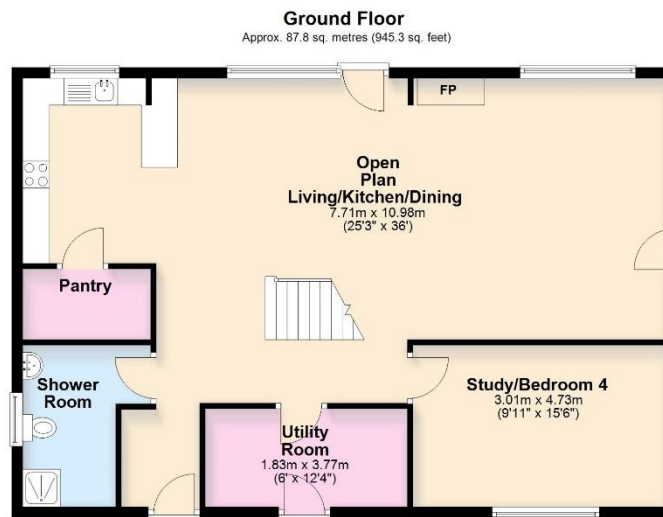 Ground Floor
Approx. 87.8 sq. metres (945.3 sq. feet)
FP
Open
Plan
Living/Kitchen/Dining
7.71m x 10.98m
(25'3" x 36')
Pantry
Shower
Room
Study/Bedroom 4
3.01m x 4.73m
(9'11" x 15'6")
Utility
Room
1.83m x 3.77m
(6' x 12'4")